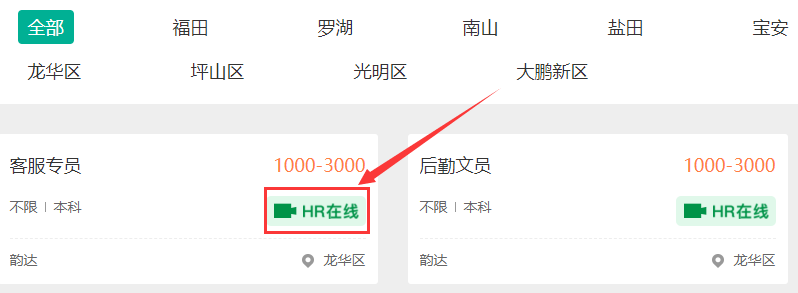 全部 福田 罗湖 南山 盐田 宝安
龙华区 坪山区 光明区 大鹏新区
客服专员 1000-3000
不限 | 本科 HR在线
韵达 龙华区
后勤文员 1000-3000
不限 | 本科 HR在线
韵达 龙华区